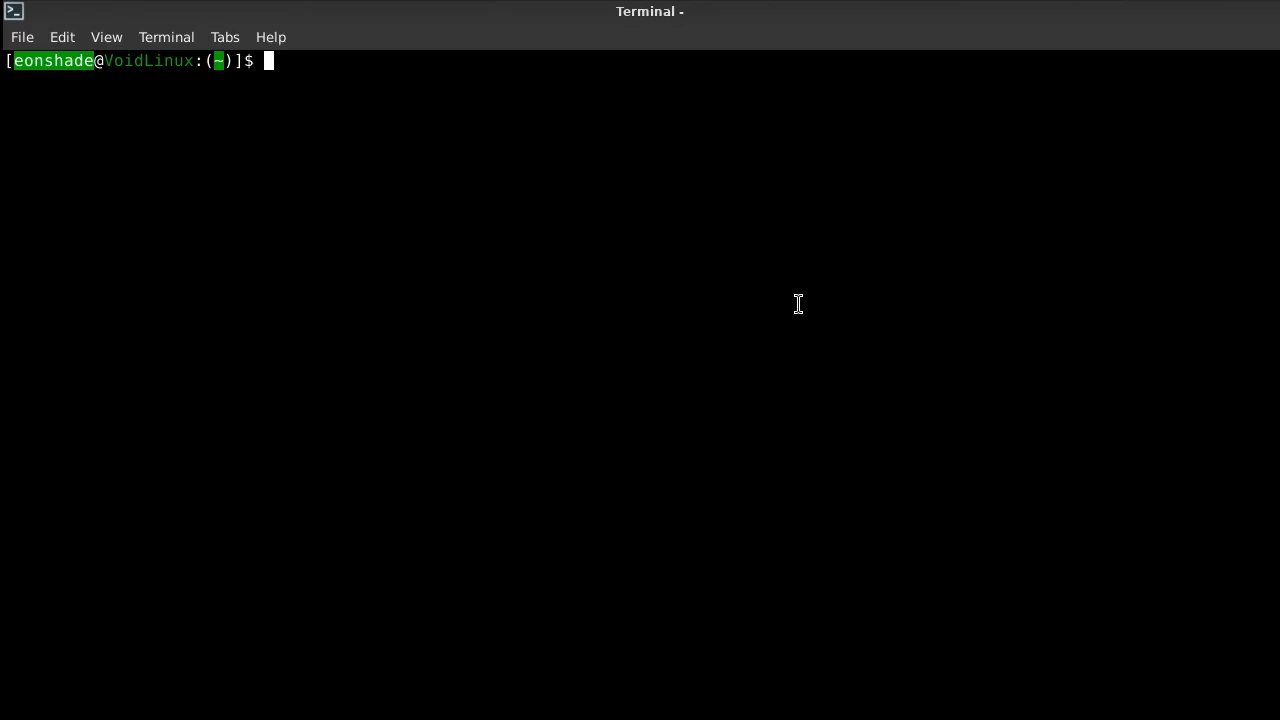 Terminal -
File Edit View Terminal Tabs Help
[eonshade@VoidLinux:(~)]$